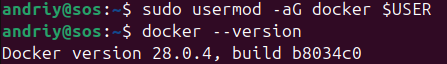 andriy@sos:~$ sudo usermod -aG docker $USER
andriy@sos:~$ docker --version
Docker version 28.0.4, build b8034c0